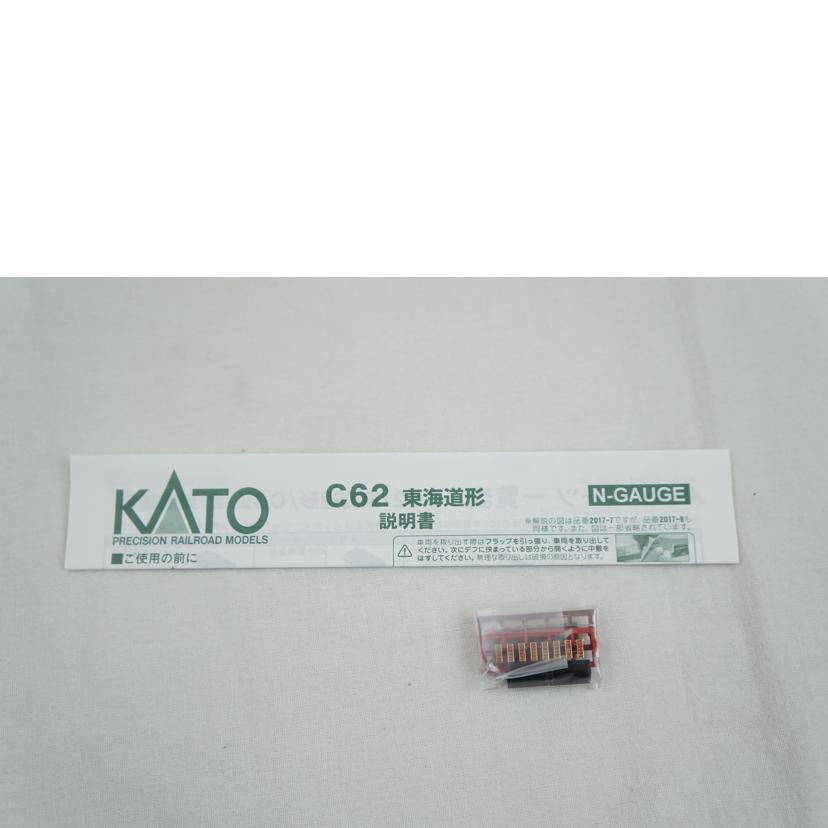 KATO
PRECISION RAILROAD MODELS
■ご使用の前に
C62 東海道形
説明書
N-GAUGE
※解説の図は品番2017-7ですが、品番2017-8も
同様です。また、図は一部省略されています。
車両を取り出す際はフラップを引っ張り、車両を取り出して
ください。次にデフに挟まっている部分から開くように中敷を
はずしてください。無理な取り出しは破損の原因となります。